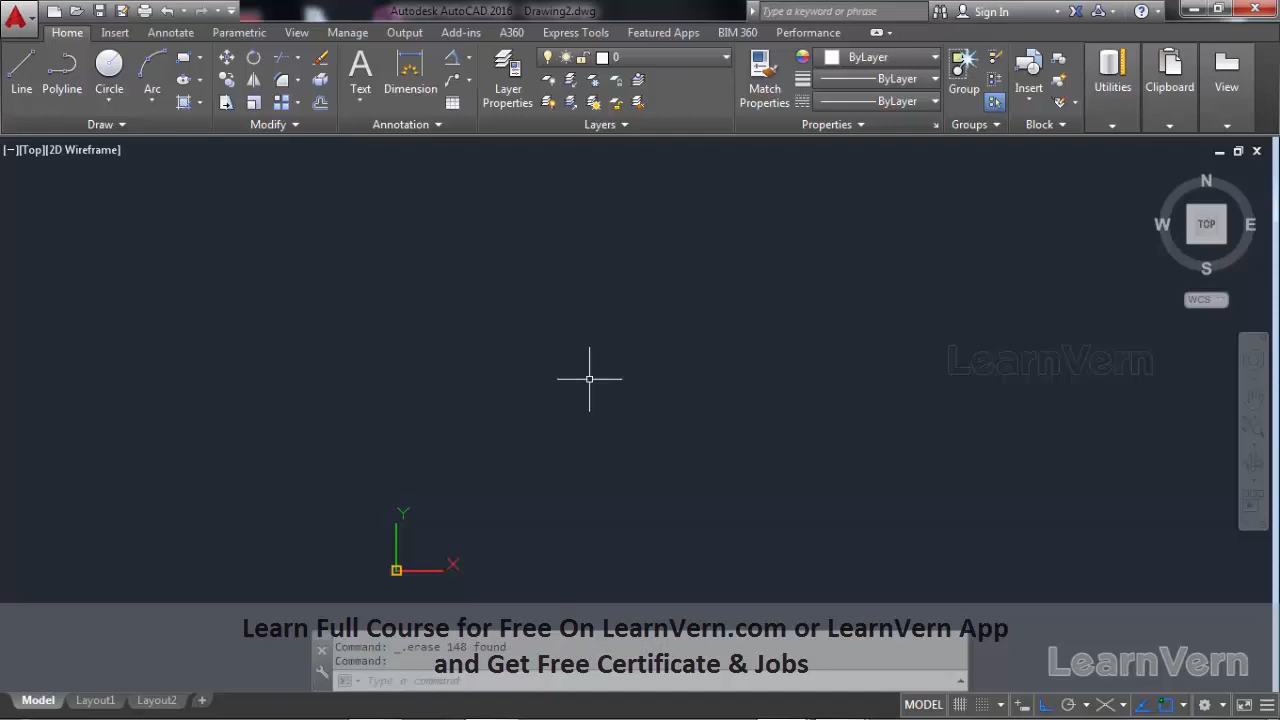 Autodesk AutoCAD 2016 Drawing2.dwg
Type a keyword or phrase
Sign In
Home Insert Annotate Parametric View Manage Output Add-ins A360 Express Tools Featured Apps BIM 360 Performance
0
ByLayer
ByLayer
ByLayer
Line Polyline Circle Arc
Text Dimension
Layer Properties
Match Properties
Group Insert Utilities Clipboard View
Draw Modify Annotation Layers Properties Groups Block
[−][Top][2D Wireframe]
N
W TOP E
S
WCS
LearnVern
Y
X
Learn Full Course for Free On LearnVern.com or LearnVern App
Command: _.erase 148 found
Command:
and Get Free Certificate & Jobs
LearnVern
Type a command
Model Layout1 Layout2 +
MODEL